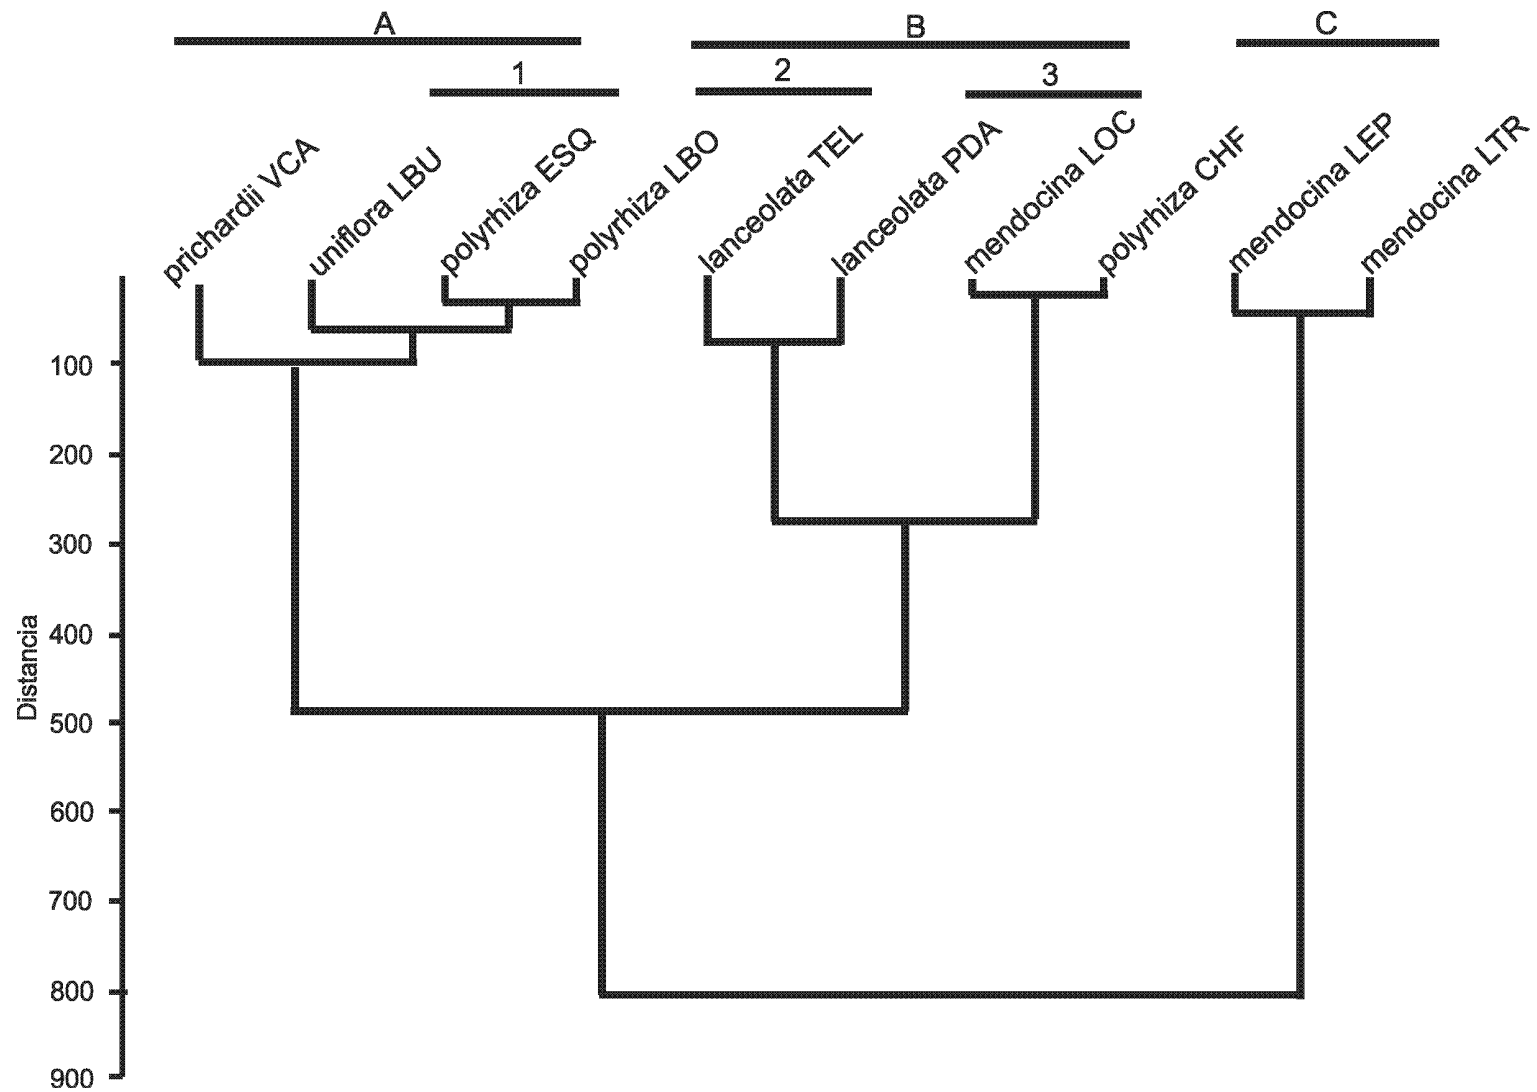 A
B
C
1
2
3
prichardii VCA
uniflora LBU
polyrhiza ESQ
polyrhiza LBO
lanceolata TEL
lanceolata PDA
mendocina LOC
polyrhiza CHF
mendocina LEP
mendocina LTR
Distancia
100
200
300
400
500
600
700
800
900